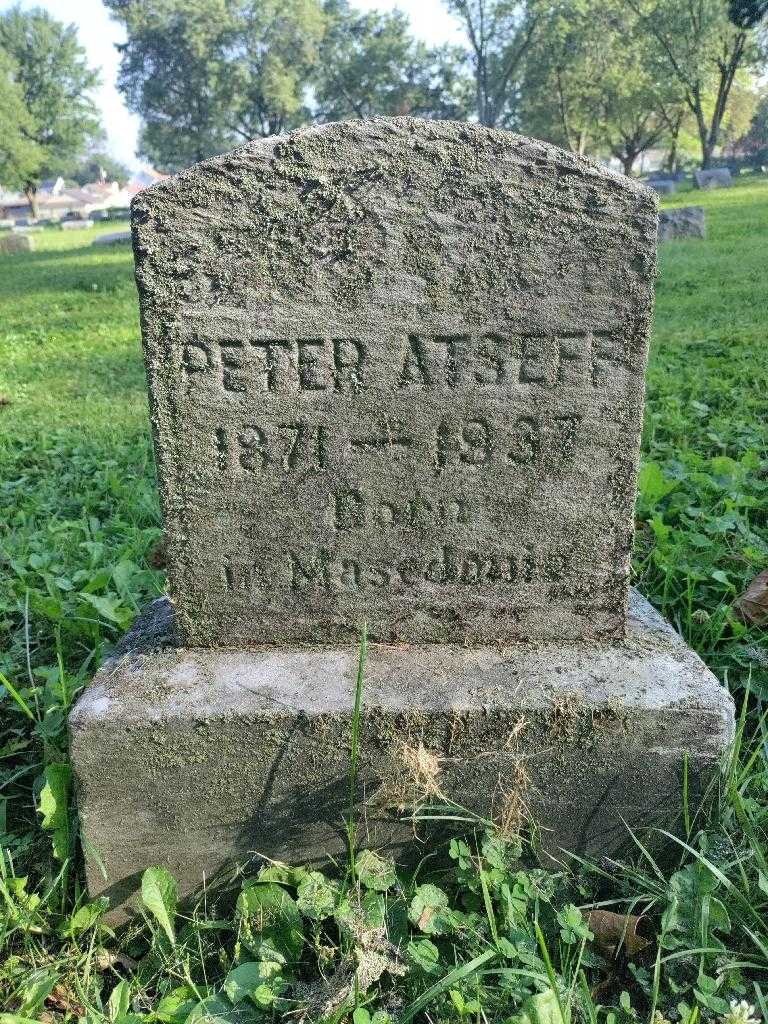 PETER ATSEFF
1871 — 1937
Born
in Masedonia